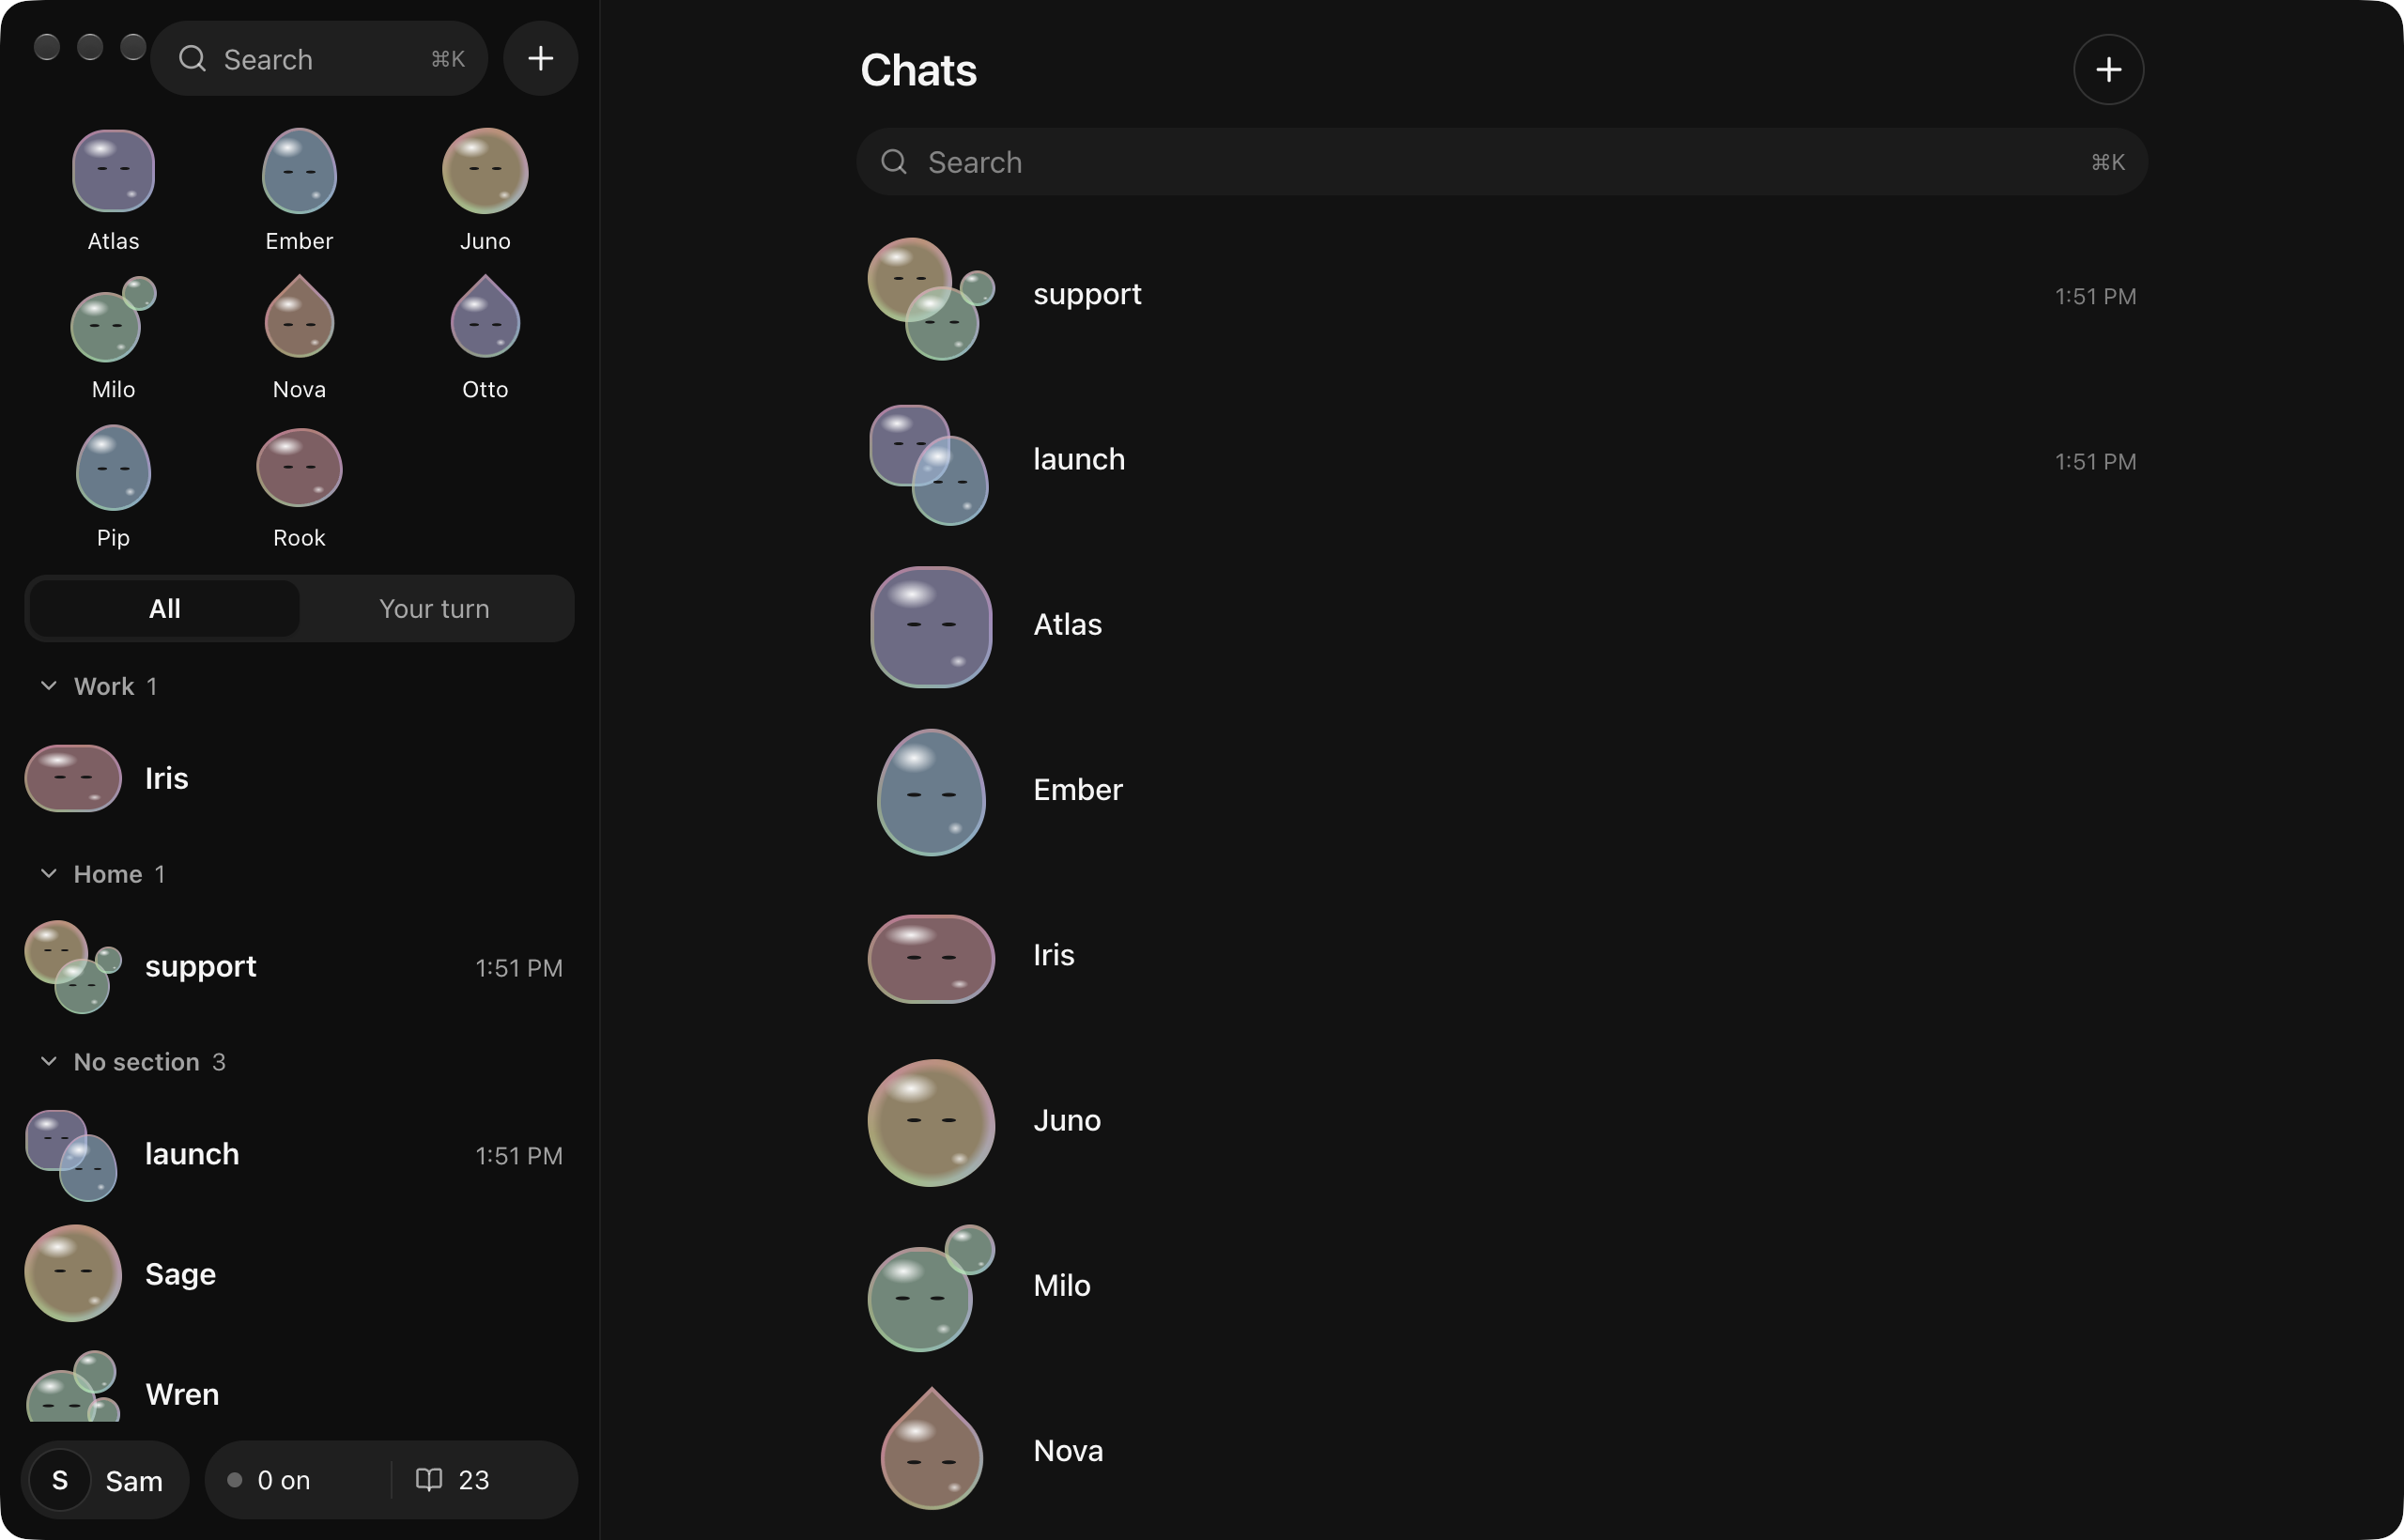 Search ⌘K
Atlas Ember Juno
Milo Nova Otto
Pip Rook
All Your turn
Work 1
Iris
Home 1
support 1:51 PM
No section 3
launch 1:51 PM
Sage
Wren
S Sam 0 on 23
Chats
Search ⌘K
support 1:51 PM
launch 1:51 PM
Atlas
Ember
Iris
Juno
Milo
Nova